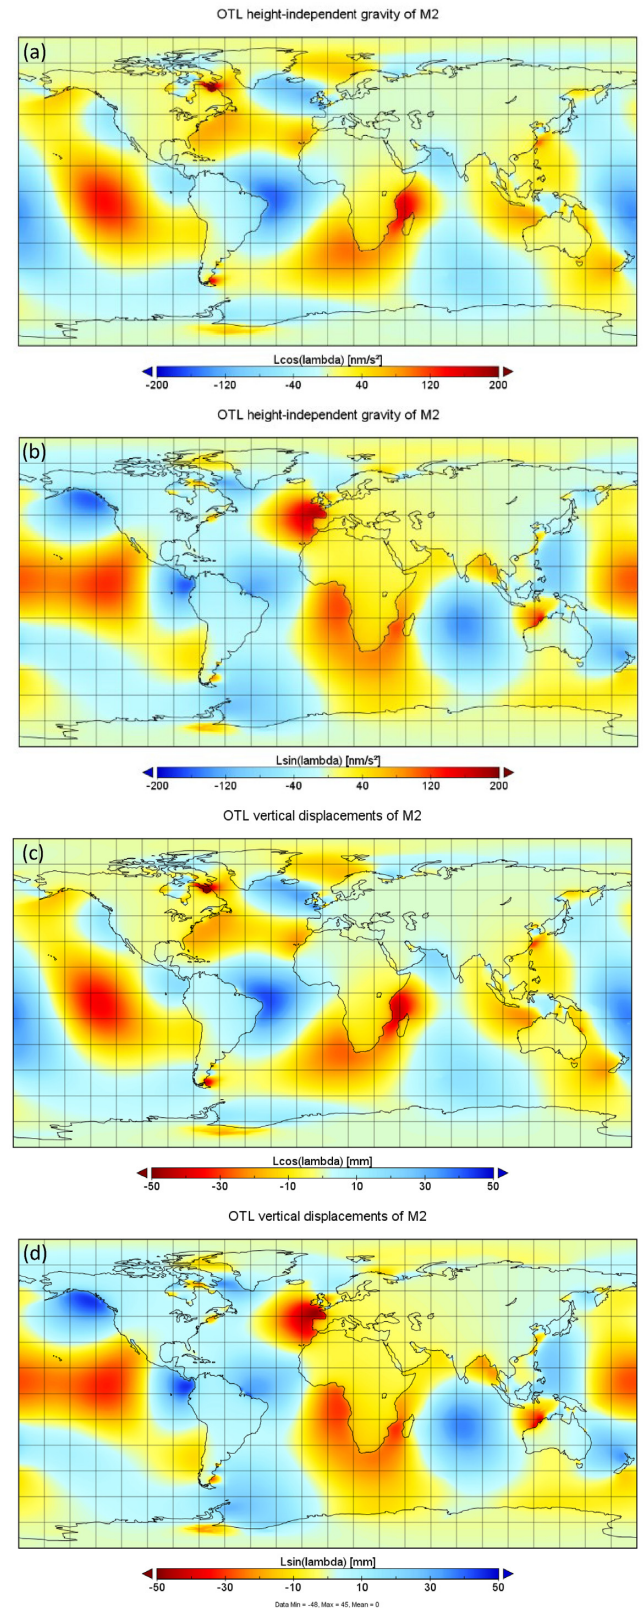 OTL height-independent gravity of M2
(a)
Lcos(lambda) [nm/s²]
-200 -120 -40 40 120 200
OTL height-independent gravity of M2
(b)
Lsin(lambda) [nm/s²]
-200 -120 -40 40 120 200
OTL vertical displacements of M2
(c)
Lcos(lambda) [mm]
-50 -30 -10 10 30 50
OTL vertical displacements of M2
(d)
Lsin(lambda) [mm]
-50 -30 -10 10 30 50
Data Min = -48, Max = 45, Mean = 0